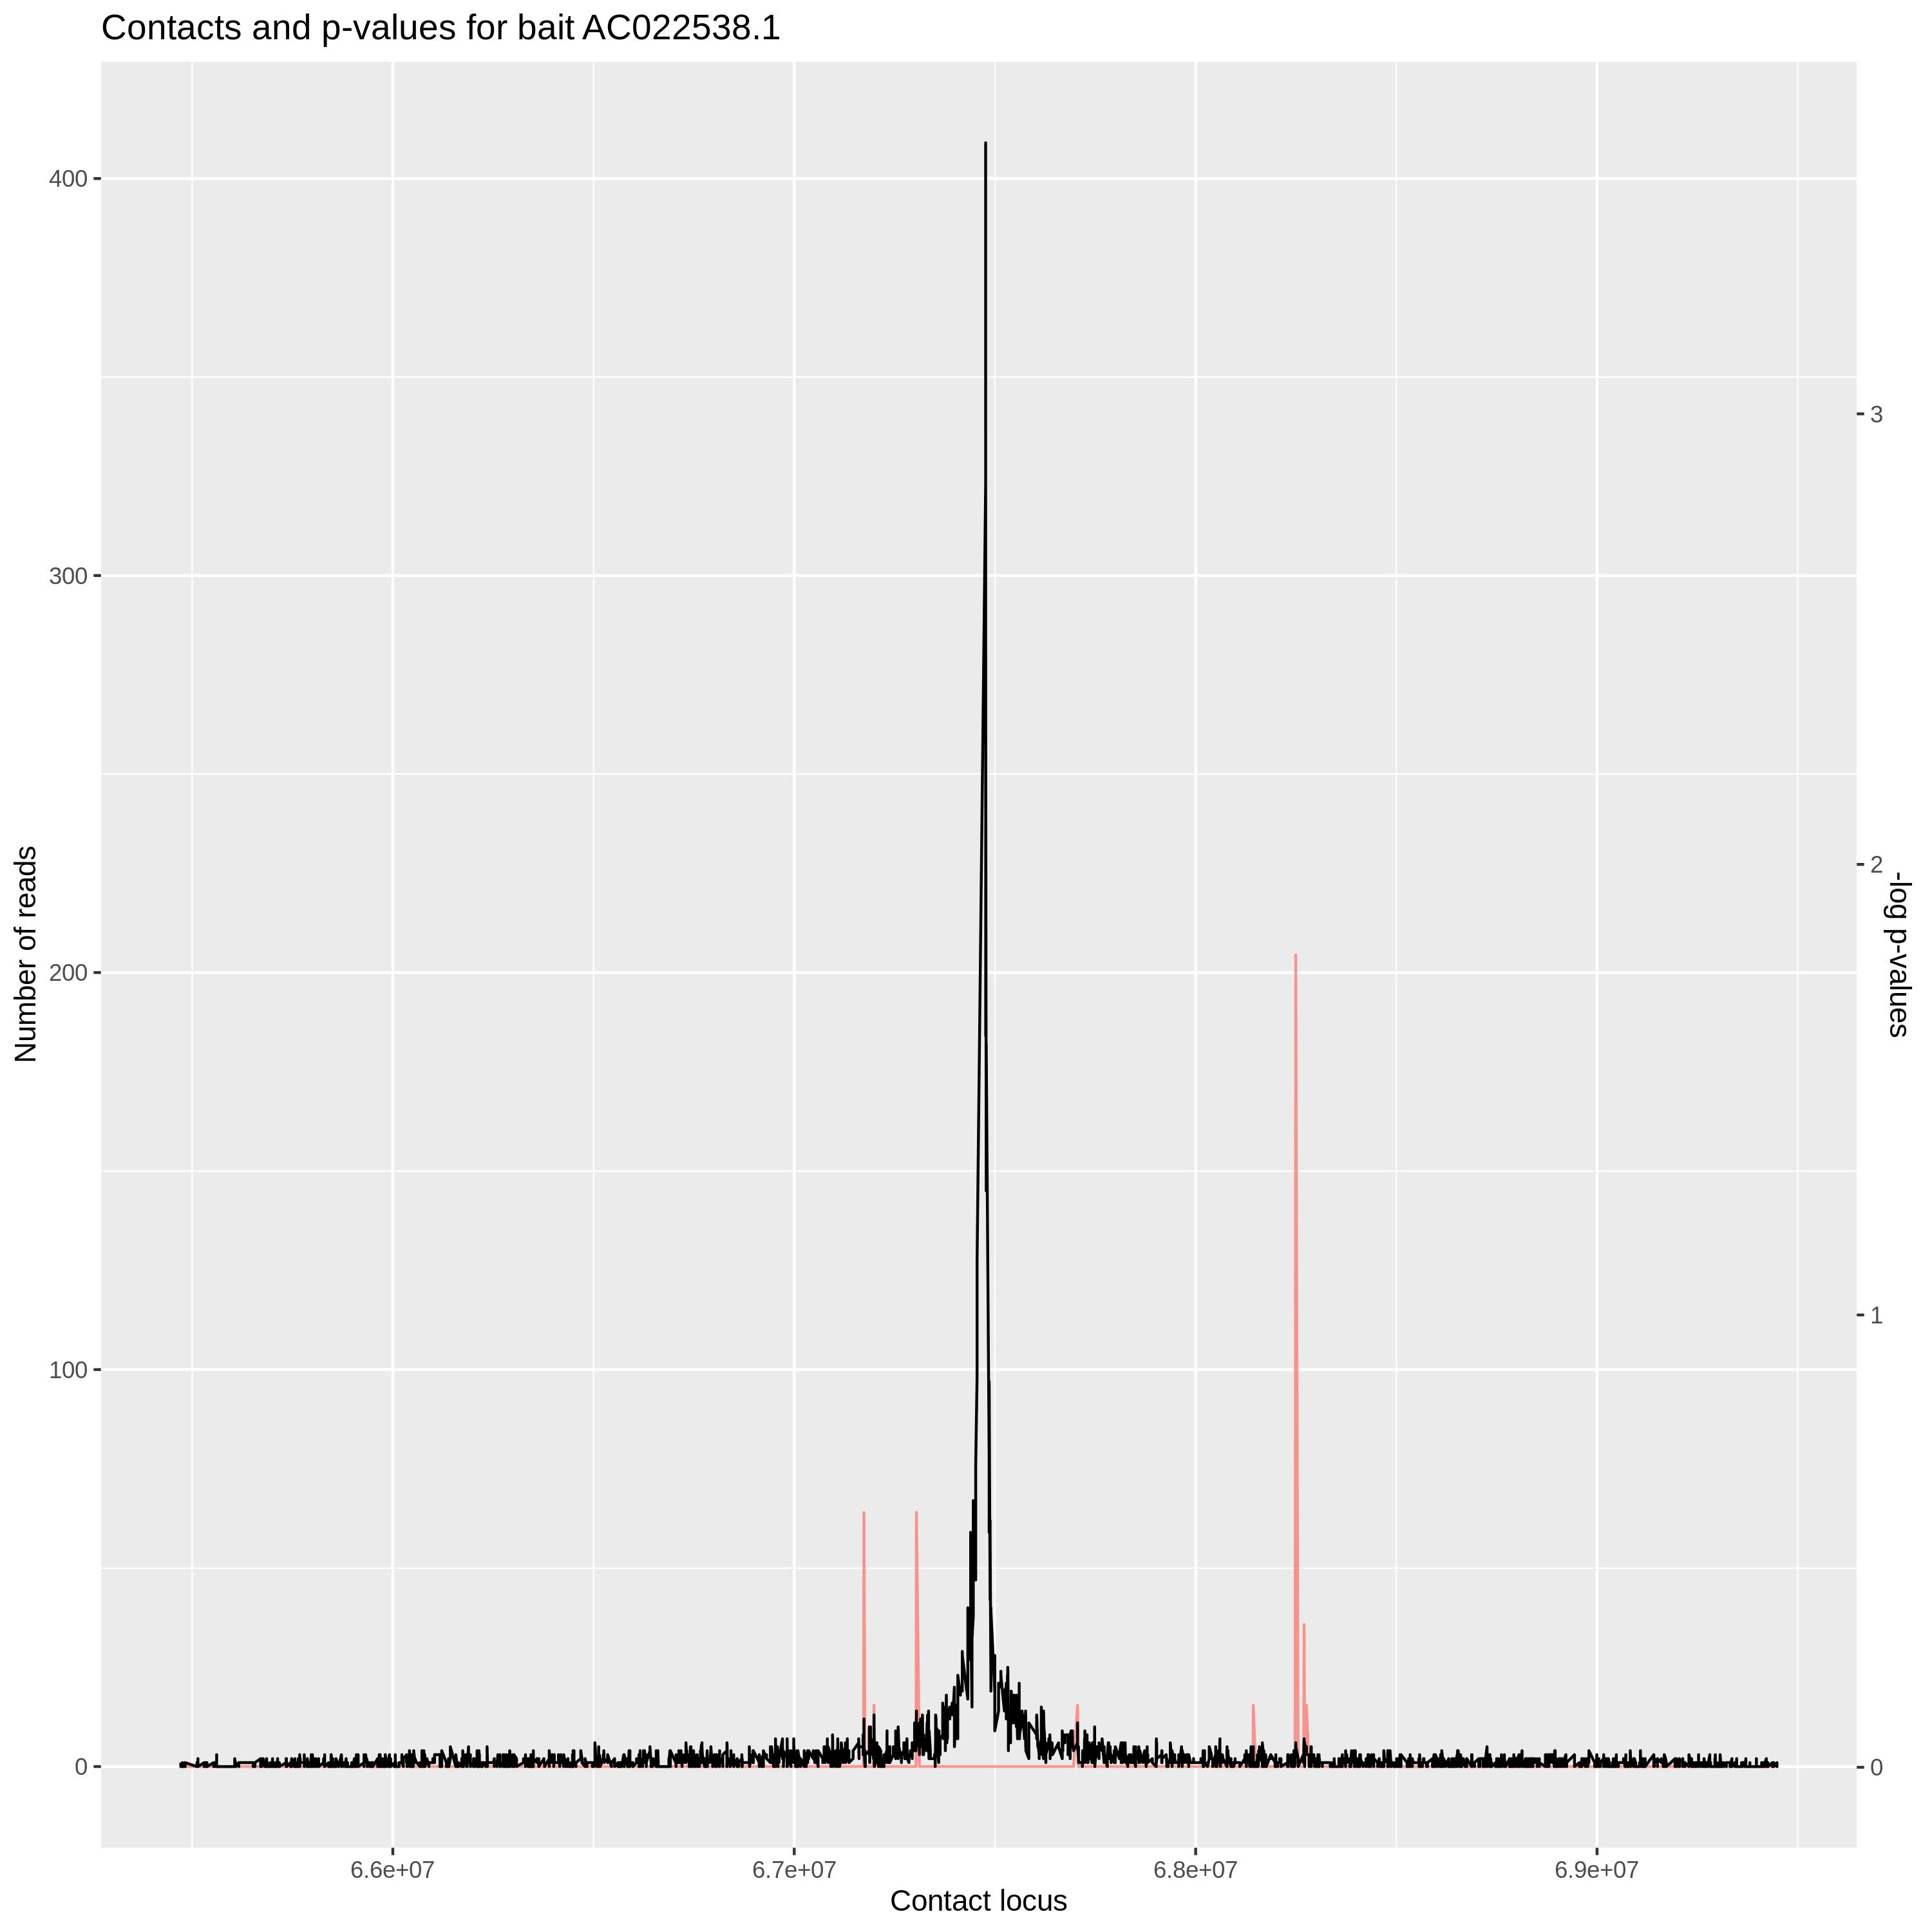 Contacts and p-values for bait AC022538.1
400
300
200
100
0
Number of reads
3
2
1
0
-log p-values
6.6e+07
6.7e+07
6.8e+07
6.9e+07
Contact locus